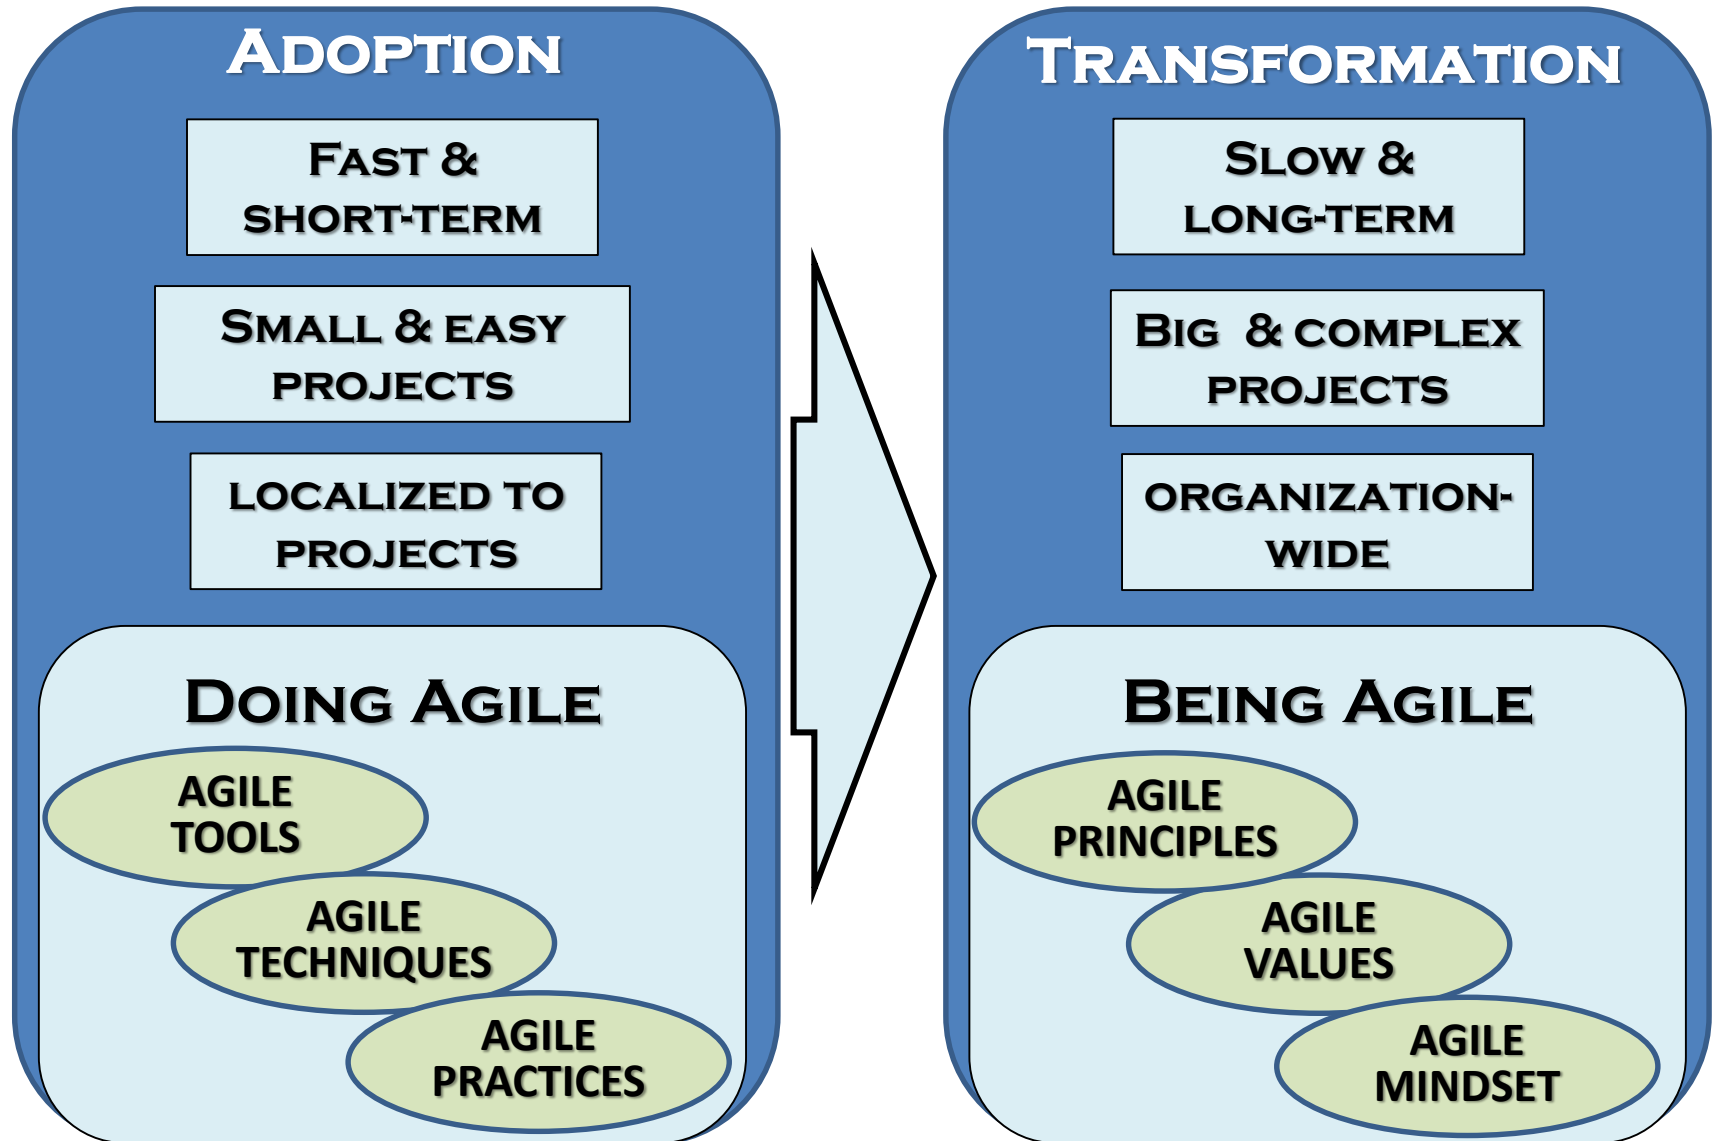 ADOPTION
FAST &
SHORT-TERM
SMALL & EASY
PROJECTS
LOCALIZED TO
PROJECTS
DOING AGILE
AGILE
TOOLS
AGILE
TECHNIQUES
AGILE
PRACTICES
TRANSFORMATION
SLOW &
LONG-TERM
BIG & COMPLEX
PROJECTS
ORGANIZATION-
WIDE
BEING AGILE
AGILE
PRINCIPLES
AGILE
VALUES
AGILE
MINDSET